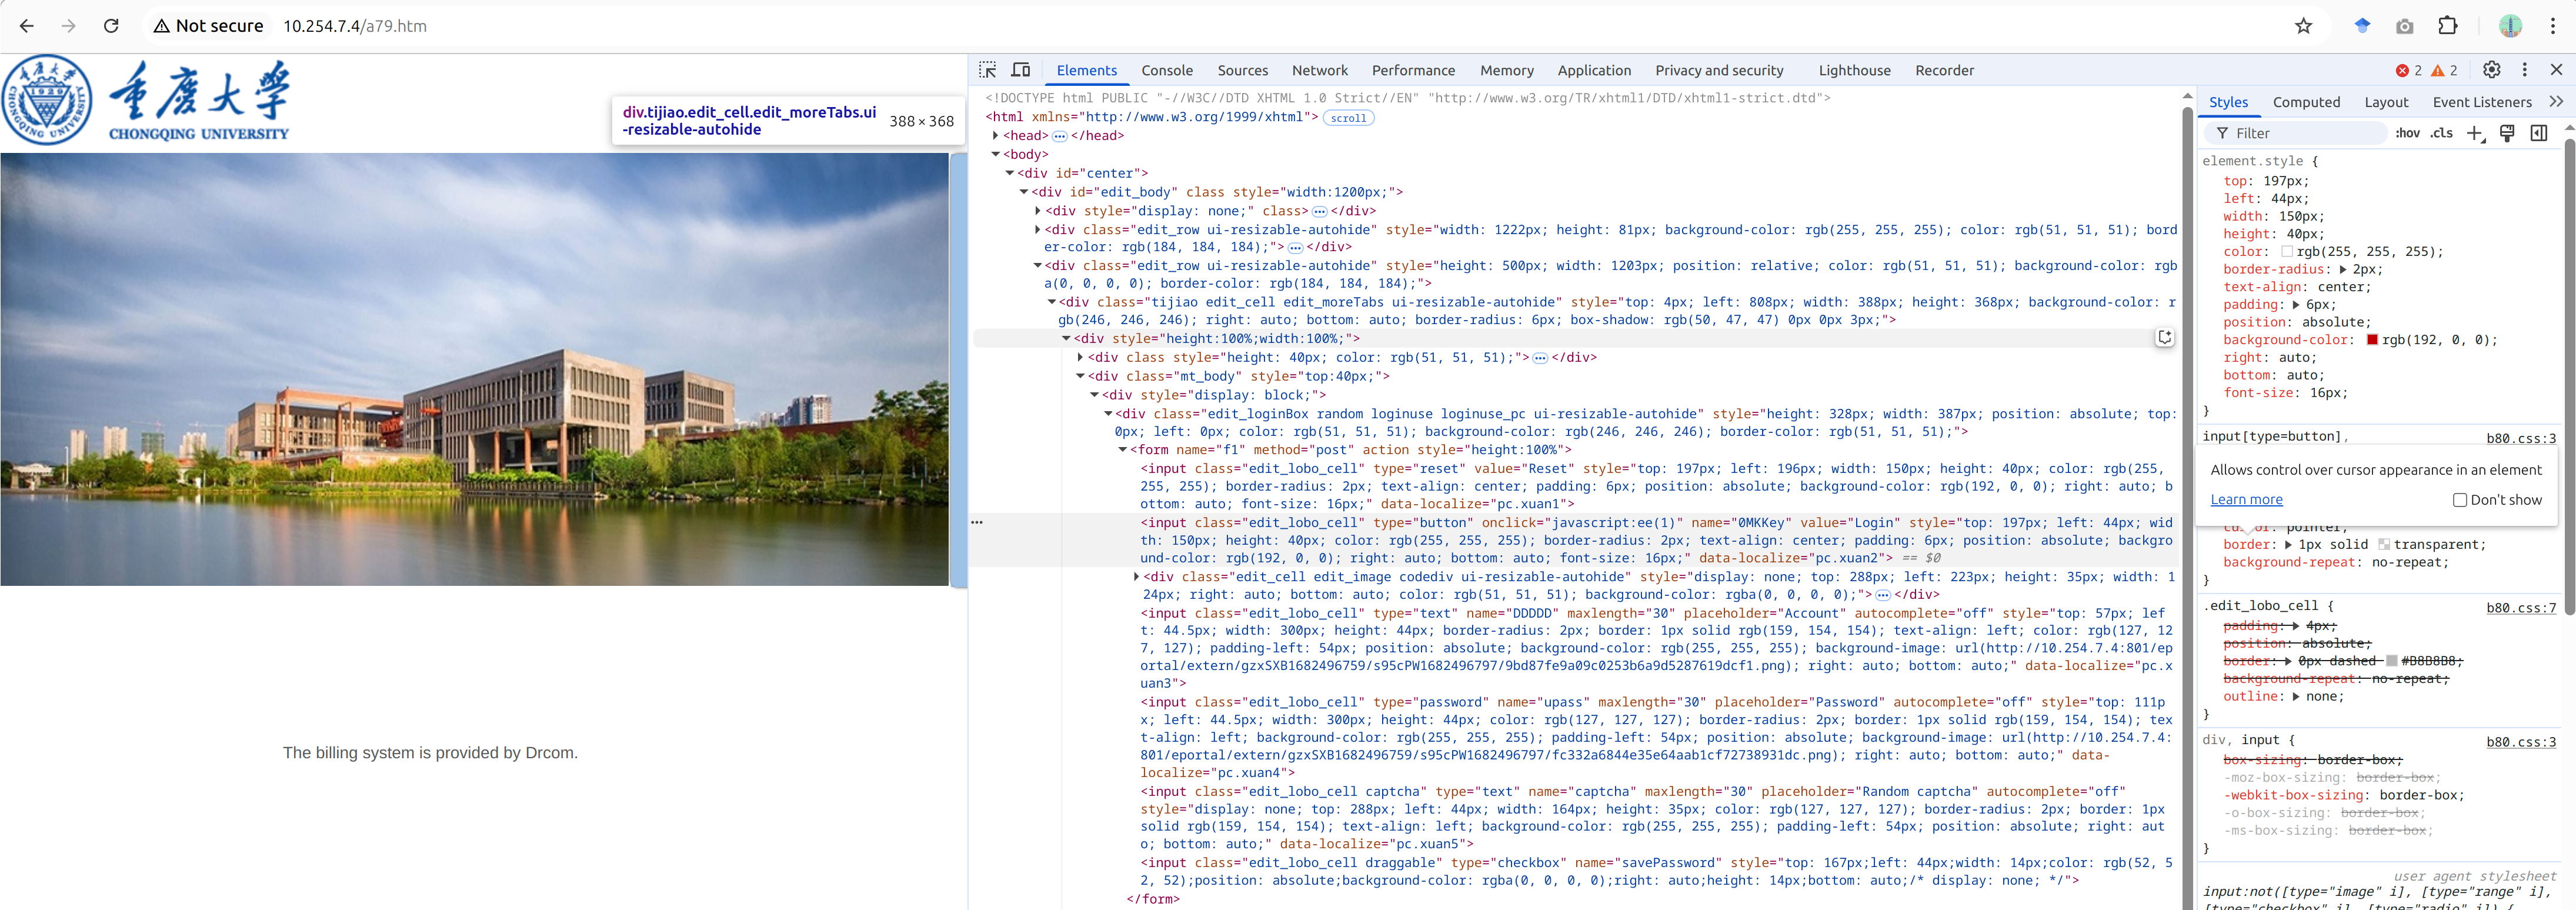 Not secure 10.254.7.4/a79.htm
重庆大学
CHONGQING UNIVERSITY
CHONGQING UNIVERSITY
1929
div.tijiao.edit_cell.edit_moreTabs.ui
-resizable-autohide
388 × 368
The billing system is provided by Drcom.
Elements Console Sources Network Performance Memory Application Privacy and security Lighthouse Recorder 2 2
<!DOCTYPE html PUBLIC "-//W3C//DTD XHTML 1.0 Strict//EN" "http://www.w3.org/TR/xhtml1/DTD/xhtml1-strict.dtd">
<html xmlns="http://www.w3.org/1999/xhtml"> scroll
<head> … </head>
<body>
<div id="center">
<div id="edit_body" class style="width:1200px;">
<div style="display: none;" class> … </div>
<div class="edit_row ui-resizable-autohide" style="width: 1222px; height: 81px; background-color: rgb(255, 255, 255); color: rgb(51, 51, 51); bord
er-color: rgb(184, 184, 184);"> … </div>
<div class="edit_row ui-resizable-autohide" style="height: 500px; width: 1203px; position: relative; color: rgb(51, 51, 51); background-color: rgb
a(0, 0, 0, 0); border-color: rgb(184, 184, 184);">
<div class="tijiao edit_cell edit_moreTabs ui-resizable-autohide" style="top: 4px; left: 808px; width: 388px; height: 368px; background-color: r
gb(246, 246, 246); right: auto; bottom: auto; border-radius: 6px; box-shadow: rgb(50, 47, 47) 0px 0px 3px;">
<div style="height:100%;width:100%;">
<div class style="height: 40px; color: rgb(51, 51, 51);"> … </div>
<div class="mt_body" style="top:40px;">
<div style="display: block;">
<div class="edit_loginBox random loginuse loginuse_pc ui-resizable-autohide" style="height: 328px; width: 387px; position: absolute; top:
0px; left: 0px; color: rgb(51, 51, 51); background-color: rgb(246, 246, 246); border-color: rgb(51, 51, 51);">
<form name="f1" method="post" action style="height:100%">
<input class="edit_lobo_cell" type="reset" value="Reset" style="top: 197px; left: 196px; width: 150px; height: 40px; color: rgb(255,
255, 255); border-radius: 2px; text-align: center; padding: 6px; position: absolute; background-color: rgb(192, 0, 0); right: auto; b
ottom: auto; font-size: 16px;" data-localize="pc.xuan1">
<input class="edit_lobo_cell" type="button" onclick="javascript:ee(1)" name="0MKKey" value="Login" style="top: 197px; left: 44px; wid
th: 150px; height: 40px; color: rgb(255, 255, 255); border-radius: 2px; text-align: center; padding: 6px; position: absolute; backgro
und-color: rgb(192, 0, 0); right: auto; bottom: auto; font-size: 16px;" data-localize="pc.xuan2"> == $0
<div class="edit_cell edit_image codediv ui-resizable-autohide" style="display: none; top: 288px; left: 223px; height: 35px; width: 1
24px; right: auto; bottom: auto; color: rgb(51, 51, 51); background-color: rgba(0, 0, 0, 0);"> … </div>
<input class="edit_lobo_cell" type="text" name="DDDDD" maxlength="30" placeholder="Account" autocomplete="off" style="top: 57px; lef
t: 44.5px; width: 300px; height: 44px; border-radius: 2px; border: 1px solid rgb(159, 154, 154); text-align: left; color: rgb(127, 12
7, 127); padding-left: 54px; position: absolute; background-color: rgb(255, 255, 255); background-image: url(http://10.254.7.4:801/ep
ortal/extern/gzxSXB1682496759/s95cPW1682496797/9bd87fe9a09c0253b6a9d5287619dcf1.png); right: auto; bottom: auto;" data-localize="pc.x
uan3">
<input class="edit_lobo_cell" type="password" name="upass" maxlength="30" placeholder="Password" autocomplete="off" style="top: 111p
x; left: 44.5px; width: 300px; height: 44px; color: rgb(127, 127, 127); border-radius: 2px; border: 1px solid rgb(159, 154, 154); tex
t-align: left; background-color: rgb(255, 255, 255); padding-left: 54px; position: absolute; background-image: url(http://10.254.7.4:
801/eportal/extern/gzxSXB1682496759/s95cPW1682496797/fc332a6844e35e64aab1cf72738931dc.png); right: auto; bottom: auto;" data-
localize="pc.xuan4">
<input class="edit_lobo_cell captcha" type="text" name="captcha" maxlength="30" placeholder="Random captcha" autocomplete="off"
style="display: none; top: 288px; left: 44px; width: 164px; height: 35px; color: rgb(127, 127, 127); border-radius: 2px; border: 1px
solid rgb(159, 154, 154); text-align: left; background-color: rgb(255, 255, 255); padding-left: 54px; position: absolute; right: aut
o; bottom: auto;" data-localize="pc.xuan5">
<input class="edit_lobo_cell draggable" type="checkbox" name="savePassword" style="top: 167px;left: 44px;width: 14px;color: rgb(52, 5
2, 52);position: absolute;background-color: rgba(0, 0, 0, 0);right: auto;height: 14px;bottom: auto;/* display: none; */">
</form>
Styles Computed Layout Event Listeners
Filter :hov .cls
element.style {
top: 197px;
left: 44px;
width: 150px;
height: 40px;
color: rgb(255, 255, 255);
border-radius: 2px;
text-align: center;
padding: 6px;
position: absolute;
background-color: rgb(192, 0, 0);
right: auto;
bottom: auto;
font-size: 16px;
}
input[type=button], b80.css:3
Allows control over cursor appearance in an element
Learn more Don't show
cursor: pointer;
border: 1px solid transparent;
background-repeat: no-repeat;
}
.edit_lobo_cell { b80.css:7
padding: 4px;
position: absolute;
border: 0px dashed #B8B8B8;
background-repeat: no-repeat;
outline: none;
}
div, input { b80.css:3
box-sizing: border-box;
-moz-box-sizing: border-box;
-webkit-box-sizing: border-box;
-o-box-sizing: border-box;
-ms-box-sizing: border-box;
}
user agent stylesheet
input:not([type="image" i], [type="range" i],
[type="checkbox" i], [type="radio" i]) {